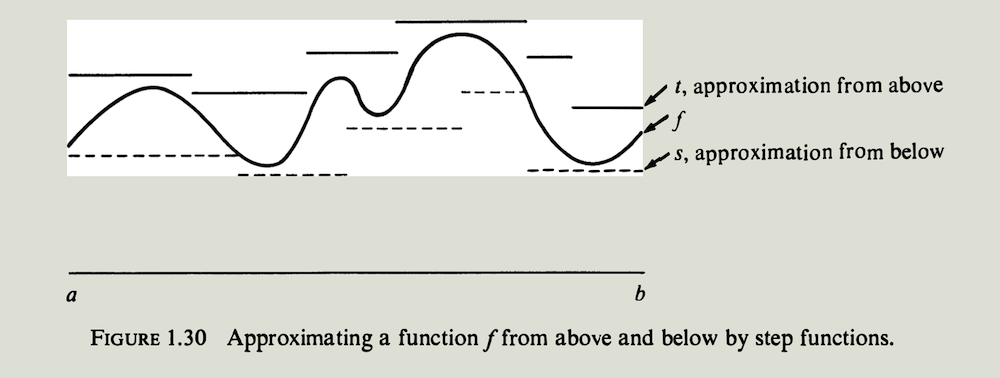 t, approximation from above
f
s, approximation from below
a b
FIGURE 1.30 Approximating a function f from above and below by step functions.